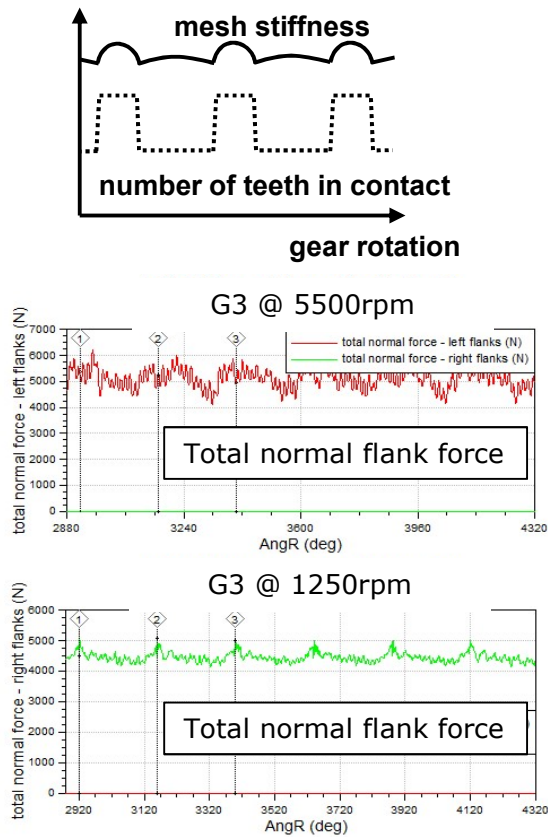 mesh stiffness
number of teeth in contact
gear rotation
G3 @ 5500rpm
total normal force - left flanks (N)
7000
6000
5000
4000
3000
2000
1000
0
1
2
3
total normal force - left flanks (N)
total normal force - right flanks (N)
Total normal flank force
2880 3240 3600 3960 4320
AngR (deg)
G3 @ 1250rpm
total normal force - right flanks (N)
6000
5000
4000
3000
2000
1000
0
1
2
3
Total normal flank force
2920 3120 3320 3520 3720 3920 4120 4320
AngR (deg)